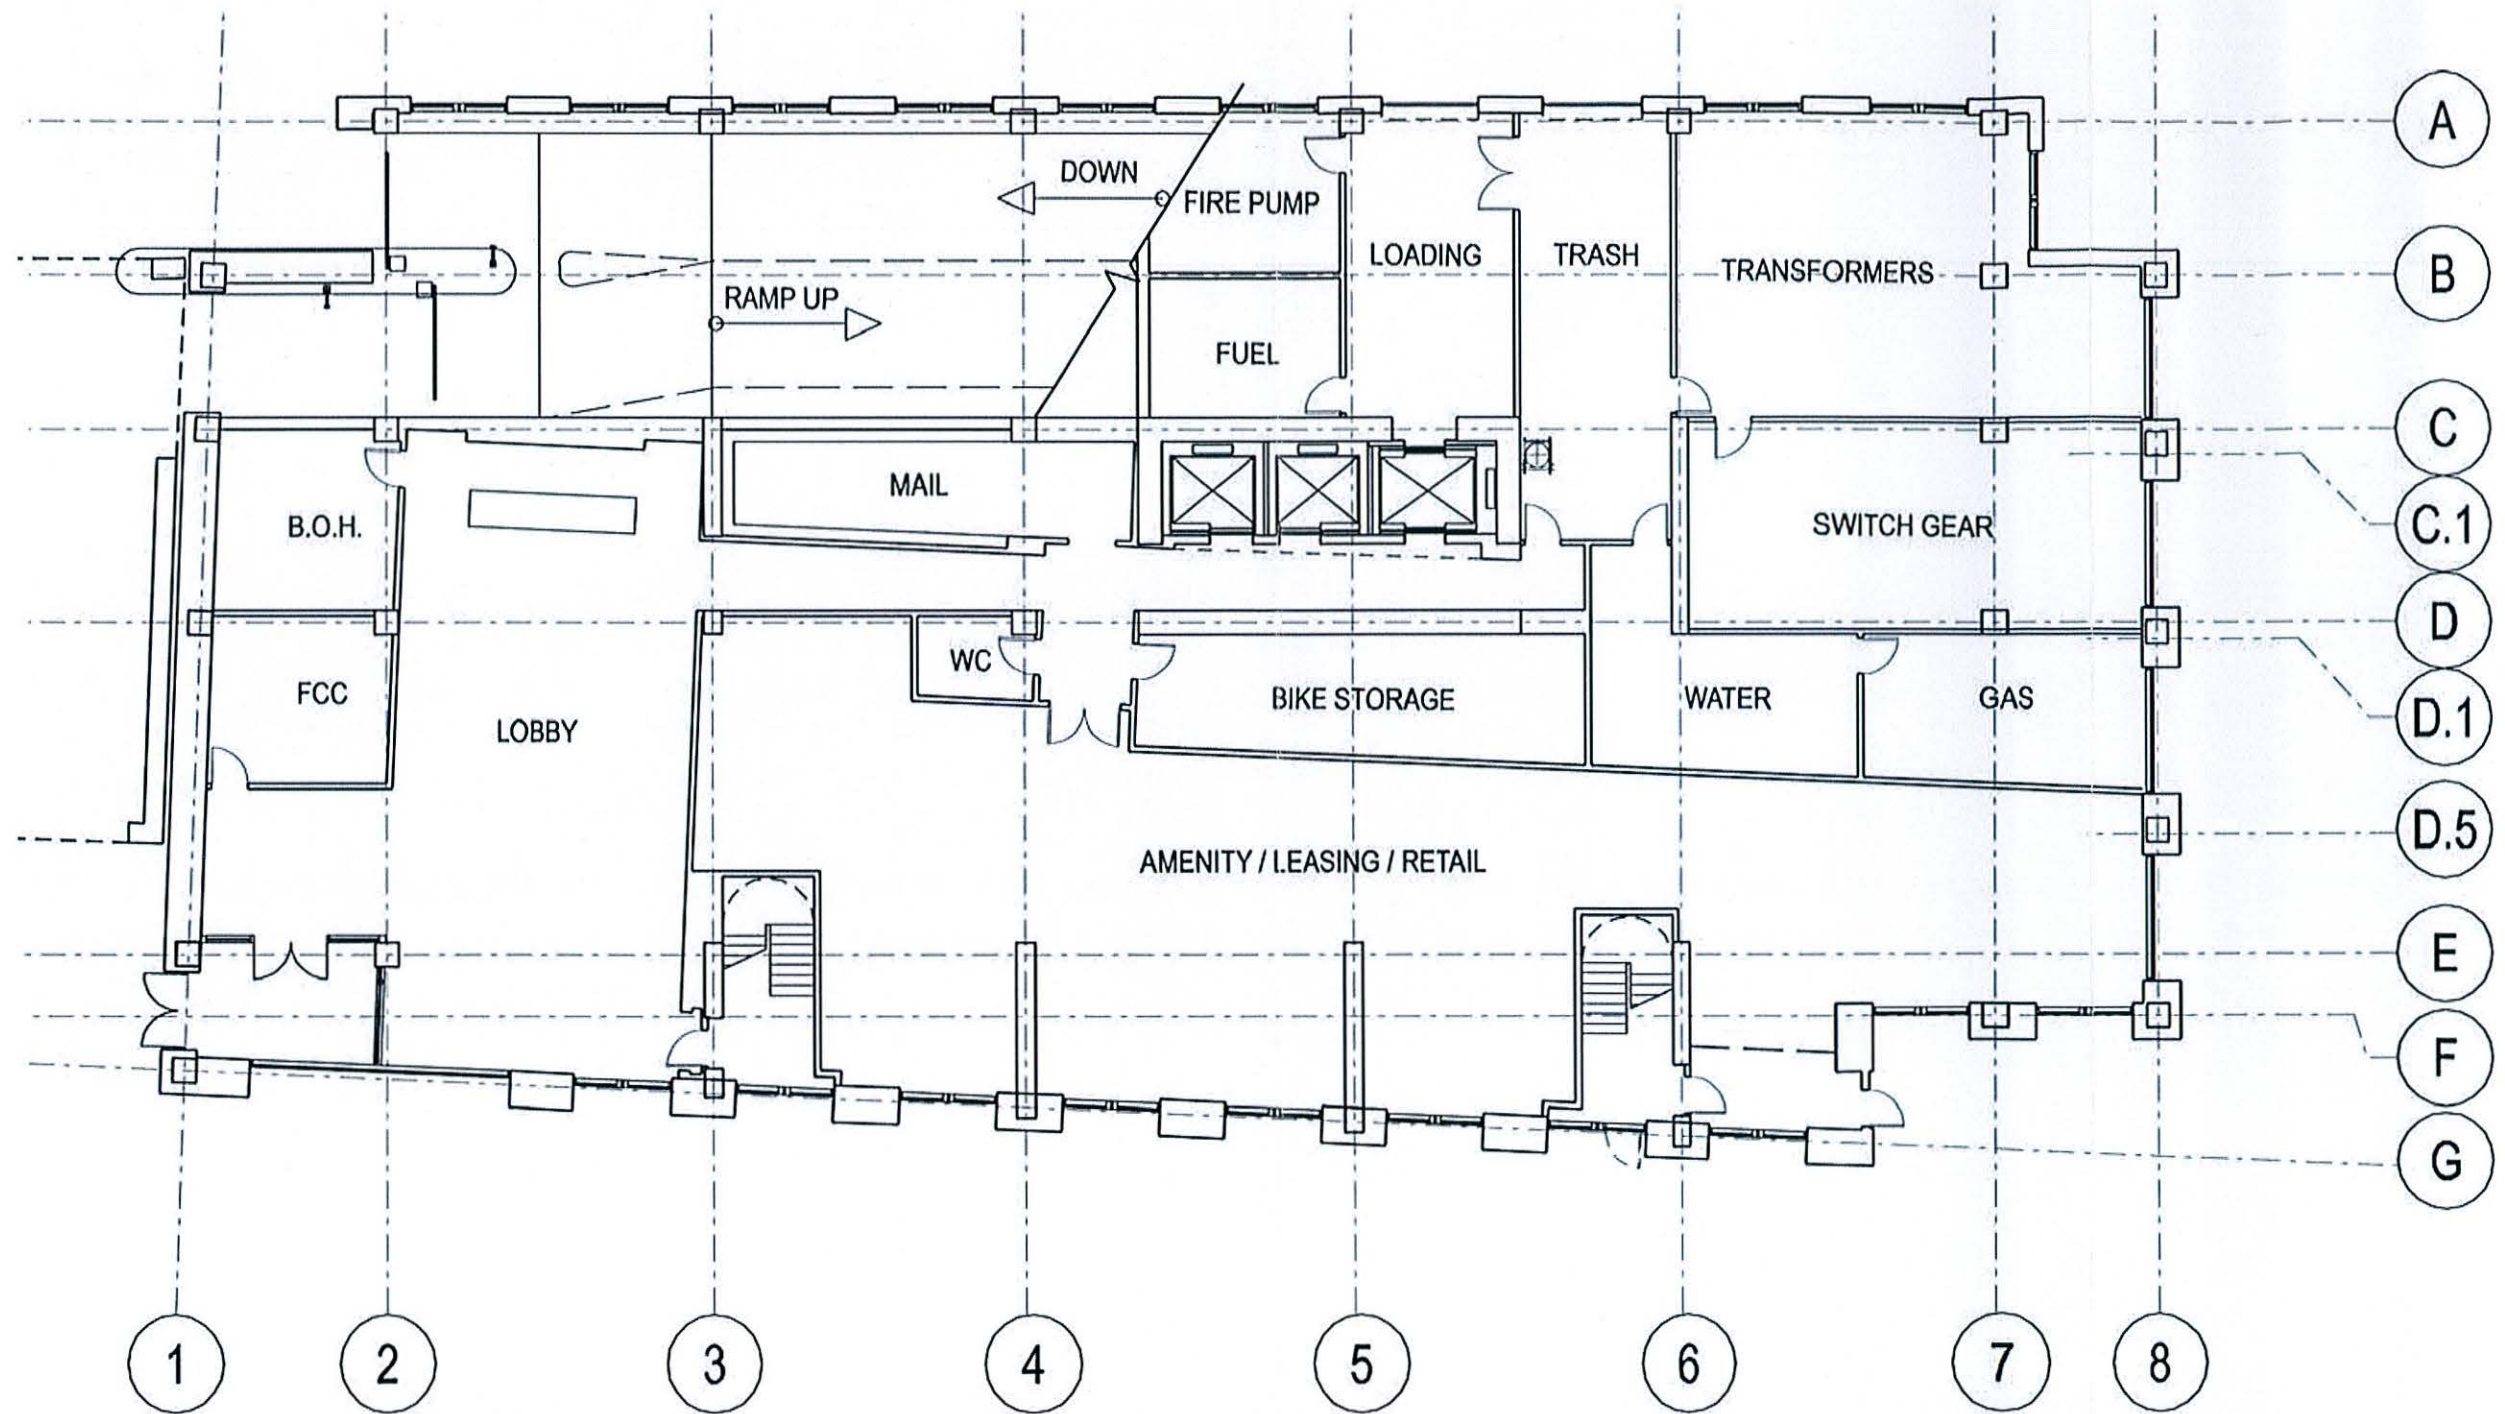 A
DOWN
FIRE PUMP
LOADING
TRASH
TRANSFORMERS
B
RAMP UP
FUEL
C
MAIL
B.O.H.
SWITCH GEAR
C.1
D
WC
FCC
BIKE STORAGE
WATER
GAS
LOBBY
D.1
D.5
AMENITY / LEASING / RETAIL
E
F
G
1
2
3
4
5
6
7
8